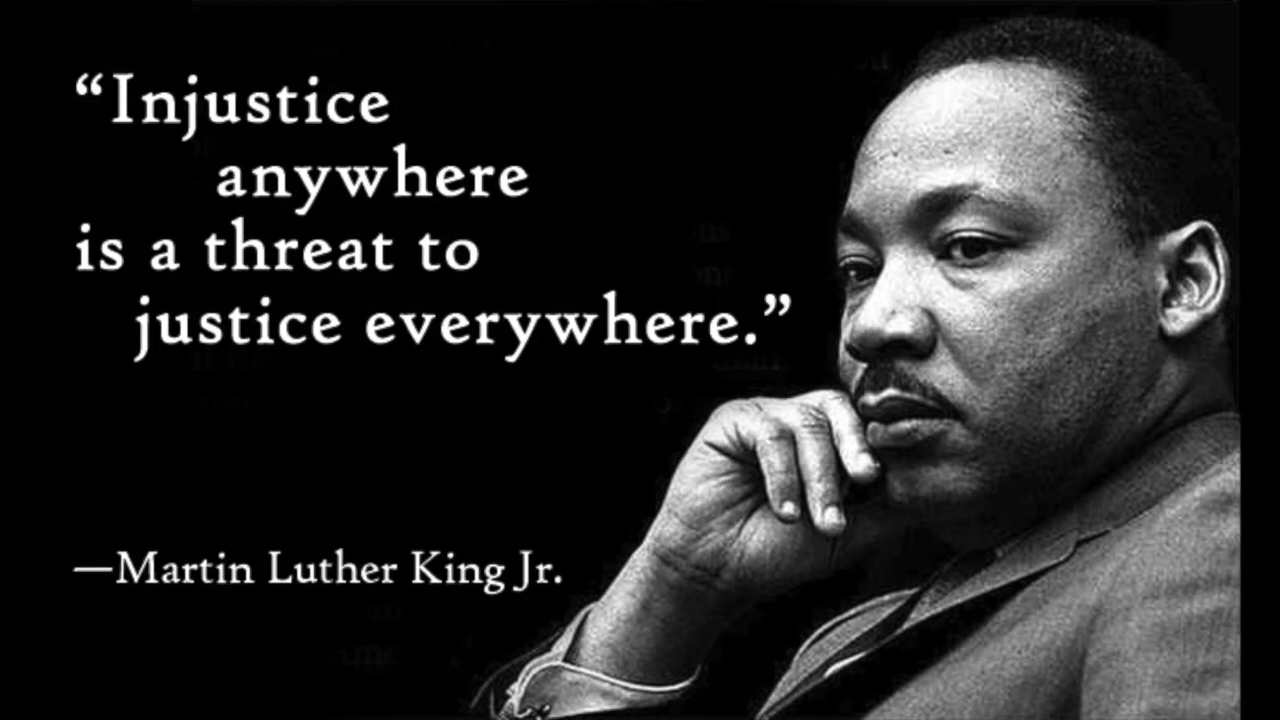 “Injustice
anywhere
is a threat to
justice everywhere.”
—Martin Luther King Jr.